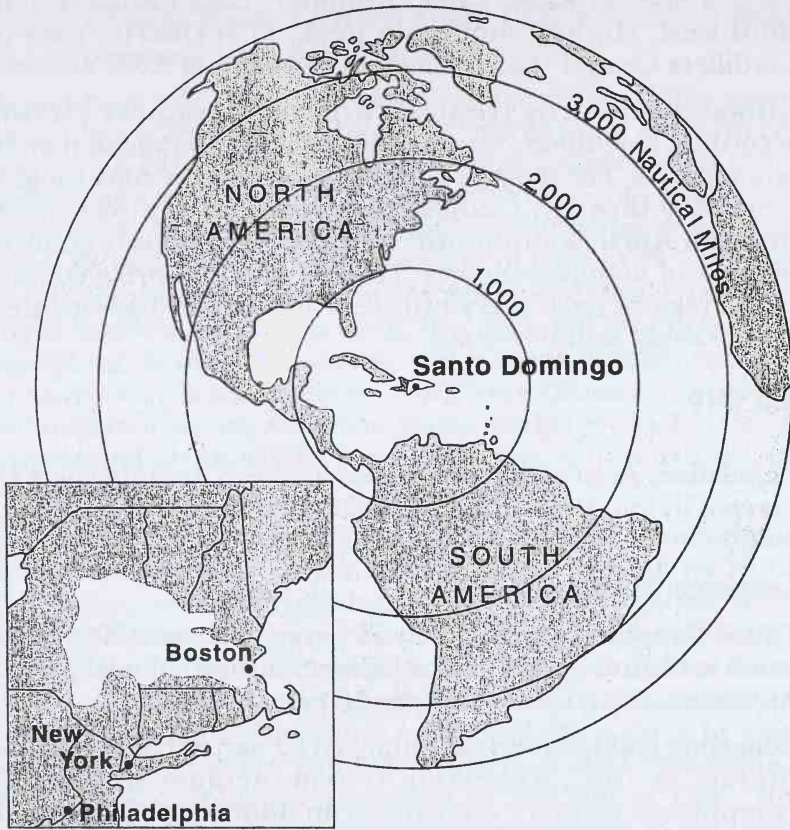 3,000 Nautical Miles
2,000
1,000
NORTH
AMERICA
Santo Domingo
SOUTH
AMERICA
Boston
New
York
Philadelphia